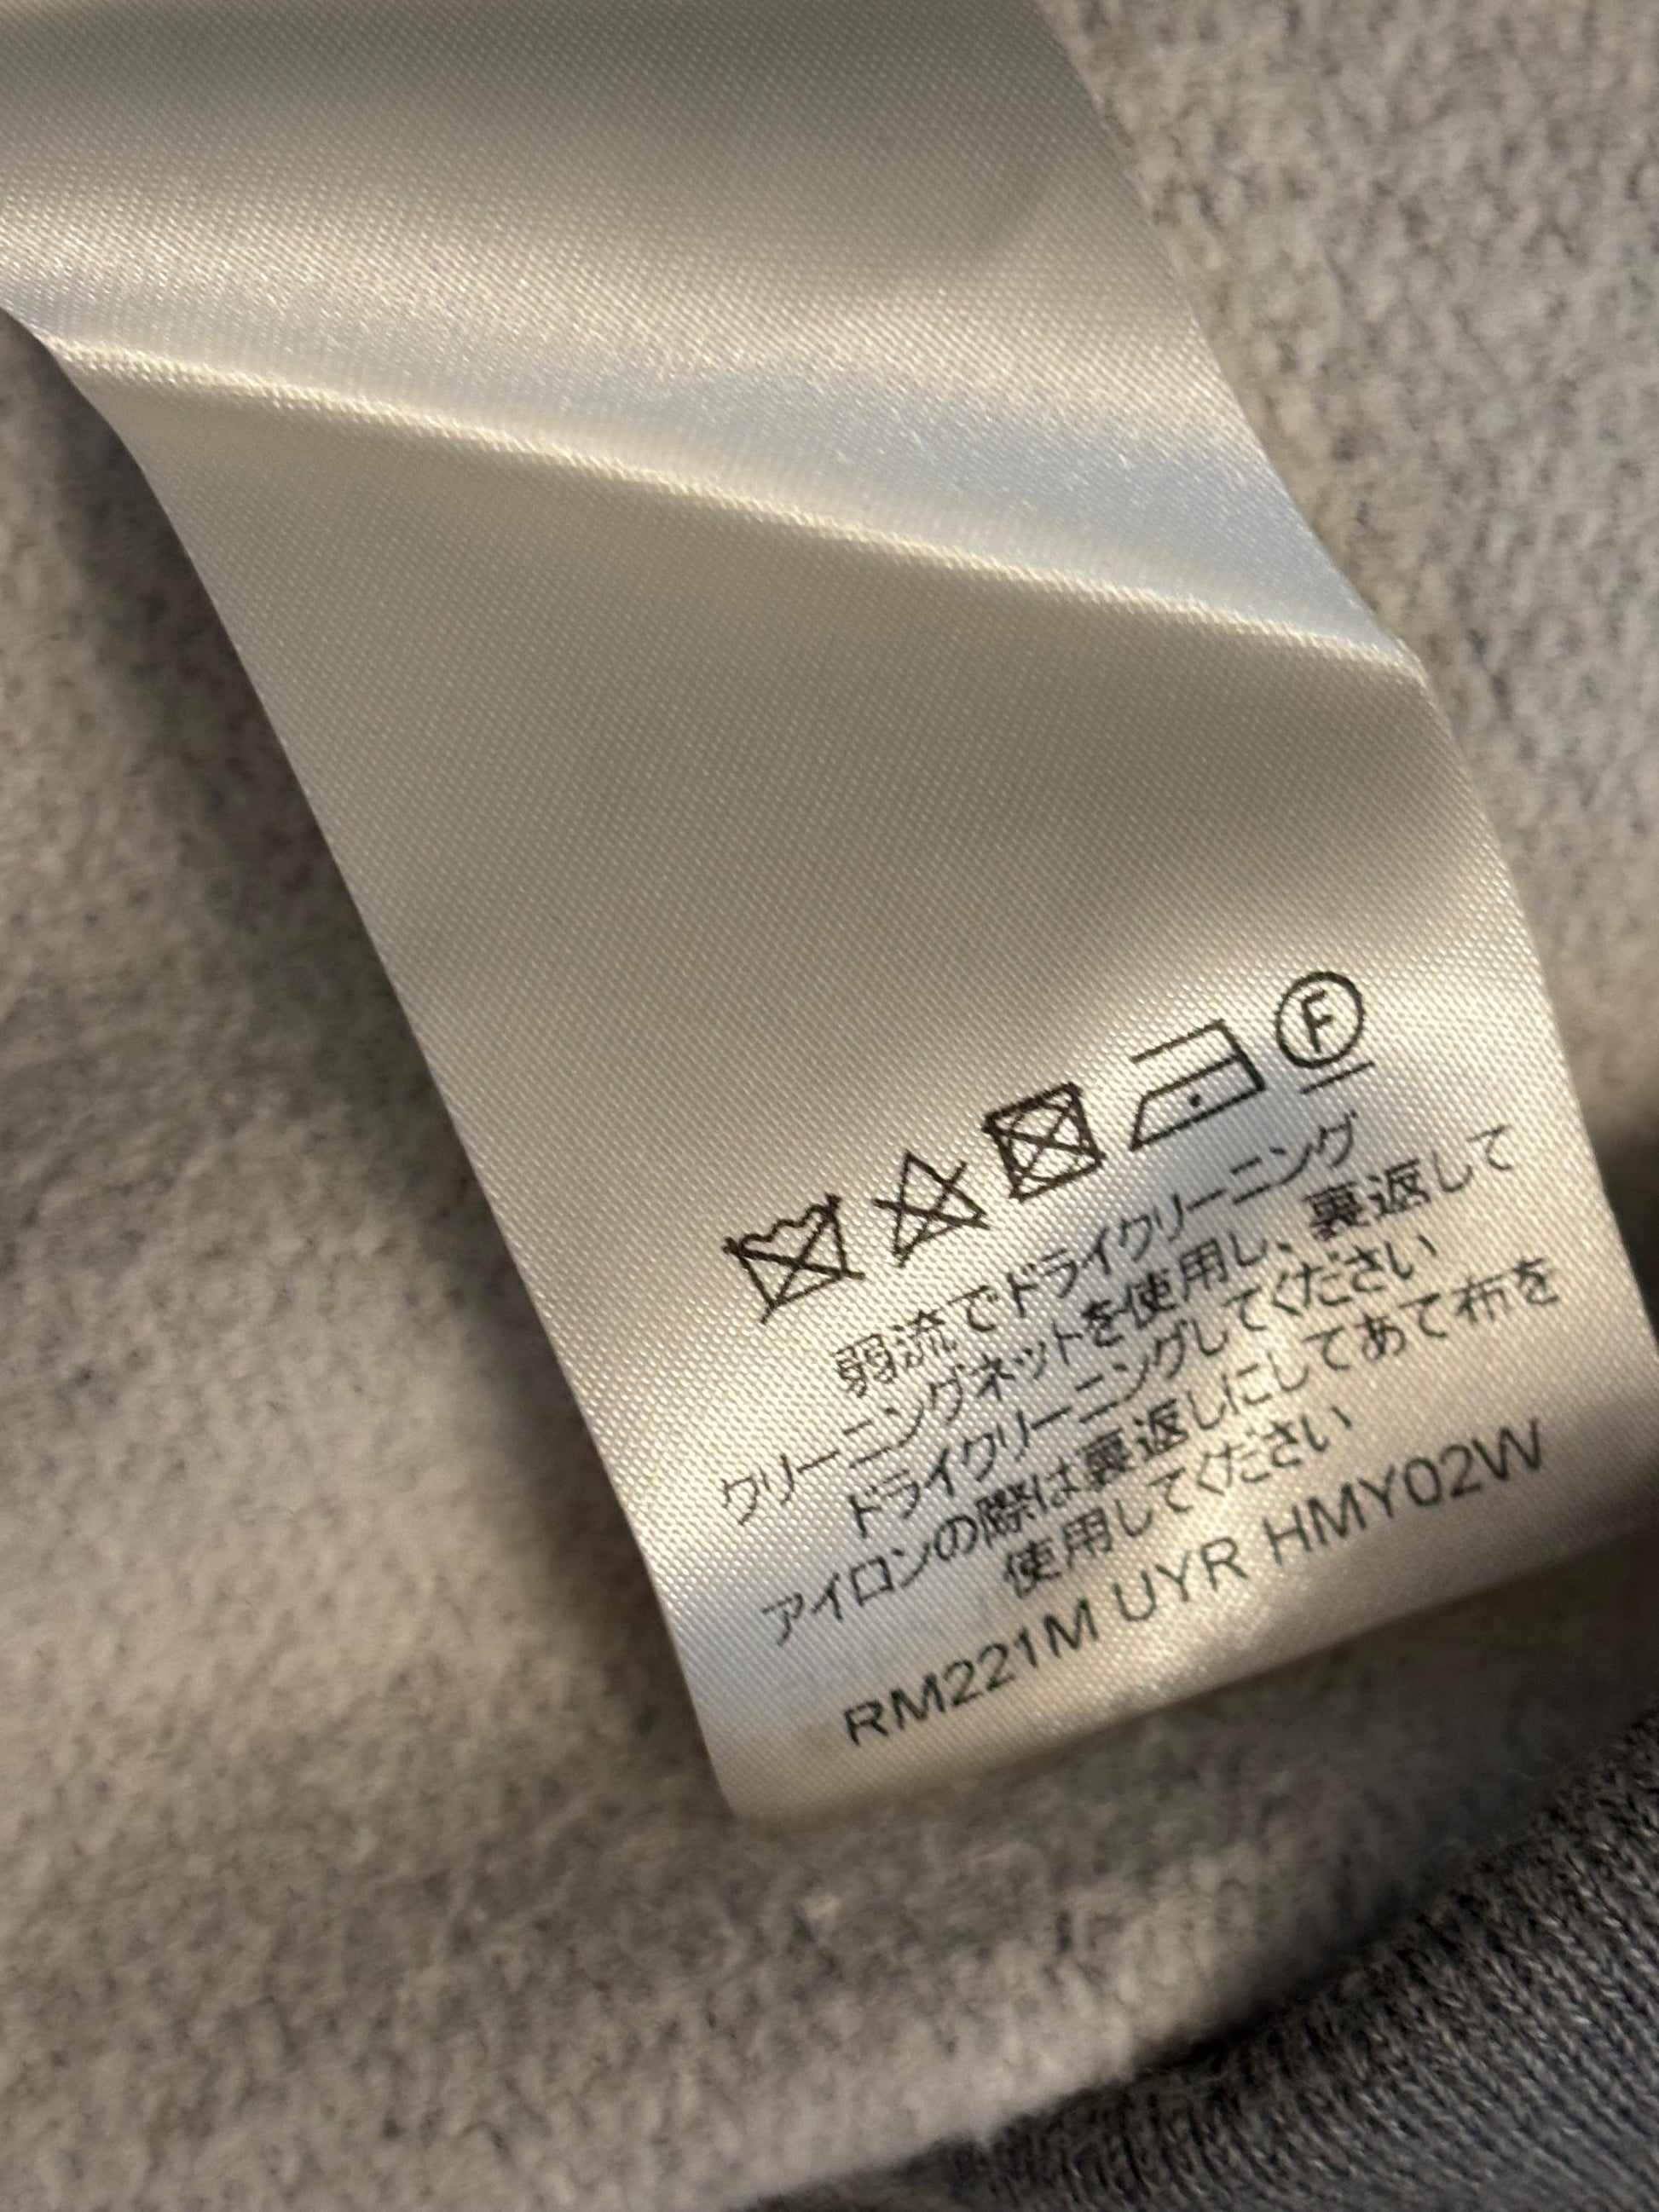 F
弱流でドライクリーニング
クリーニングネットを使用し、裏返して
ドライクリーニングしてください
アイロンの際は裏返しにしてあて布を
使用してください
RM221M UYR HMY02W